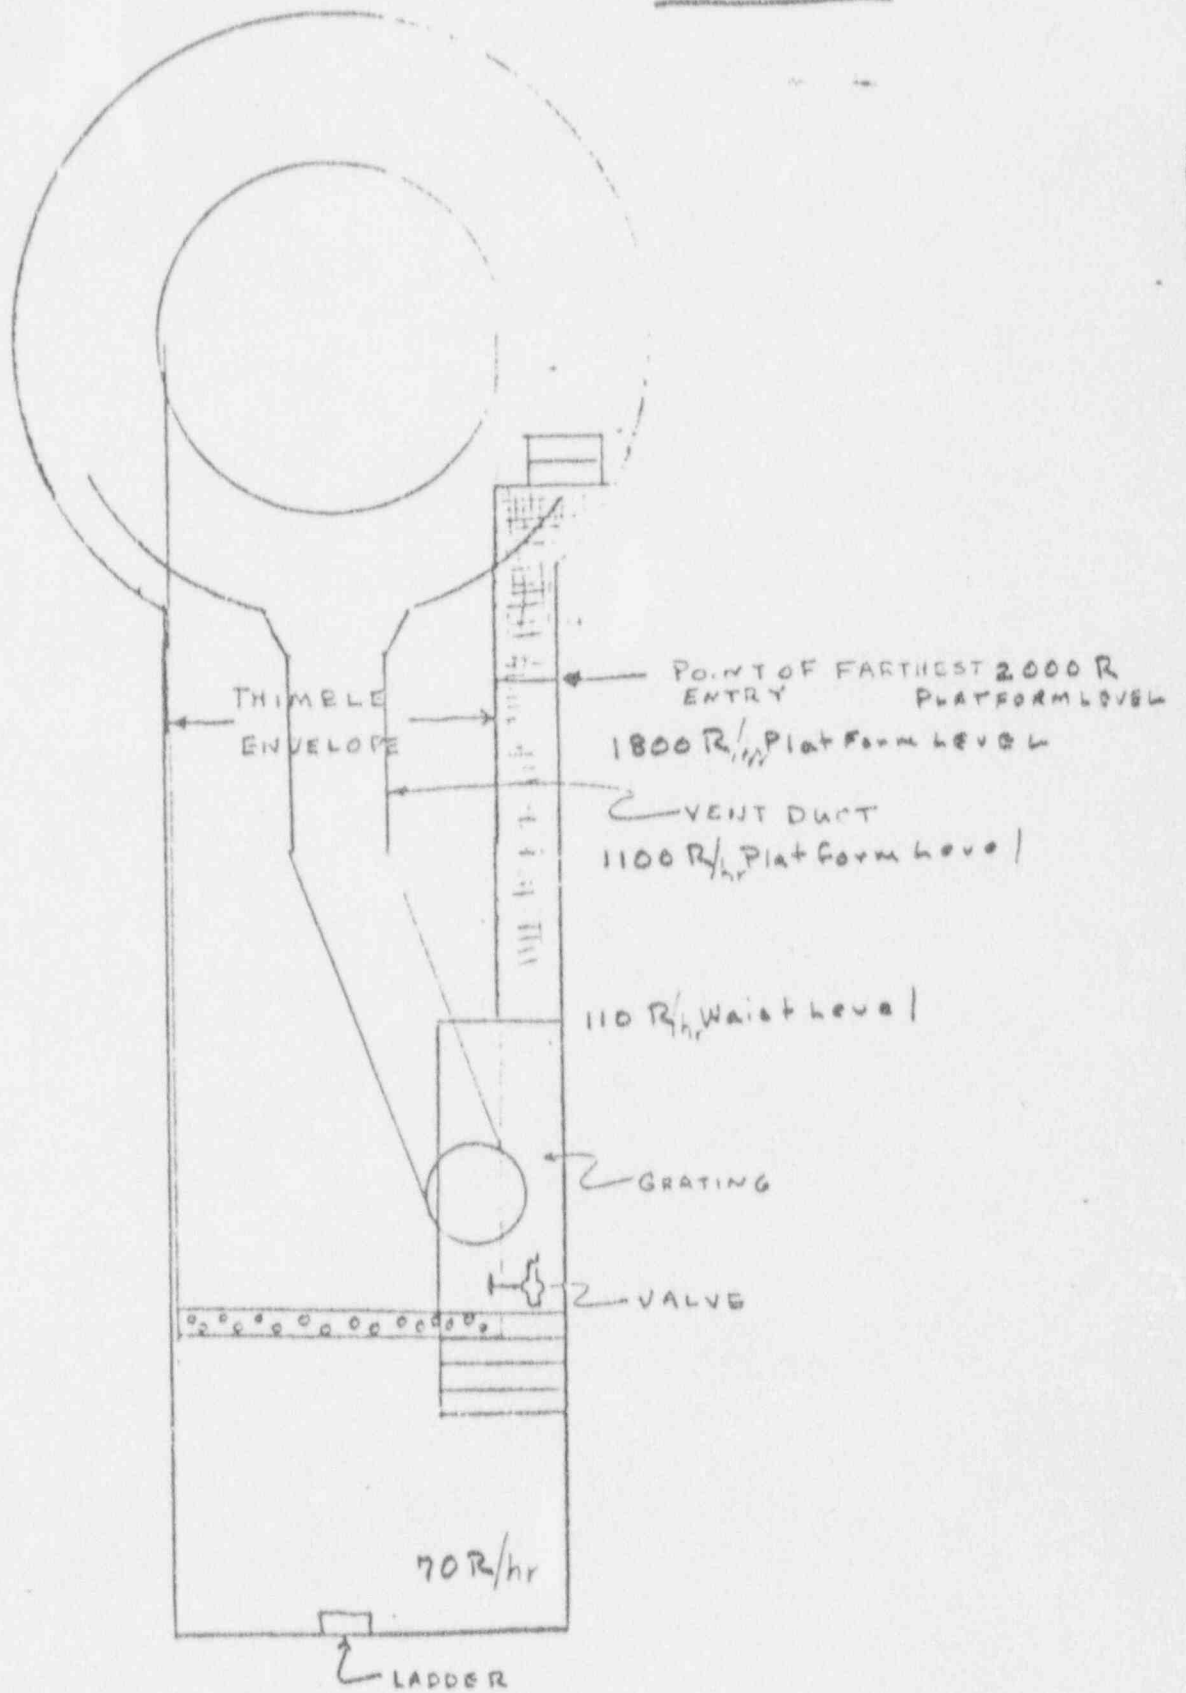 POINT OF FARTHEST 2000 R
ENTRY PLATFORM LEVEL
THIMBLE
ENVELOPE
1800 R/hr Platform LEVEL
VENT DUCT
1100 R/hr Platform Level
110 R/hr Waist Level
GRATING
VALVE
70 R/hr
LADDER